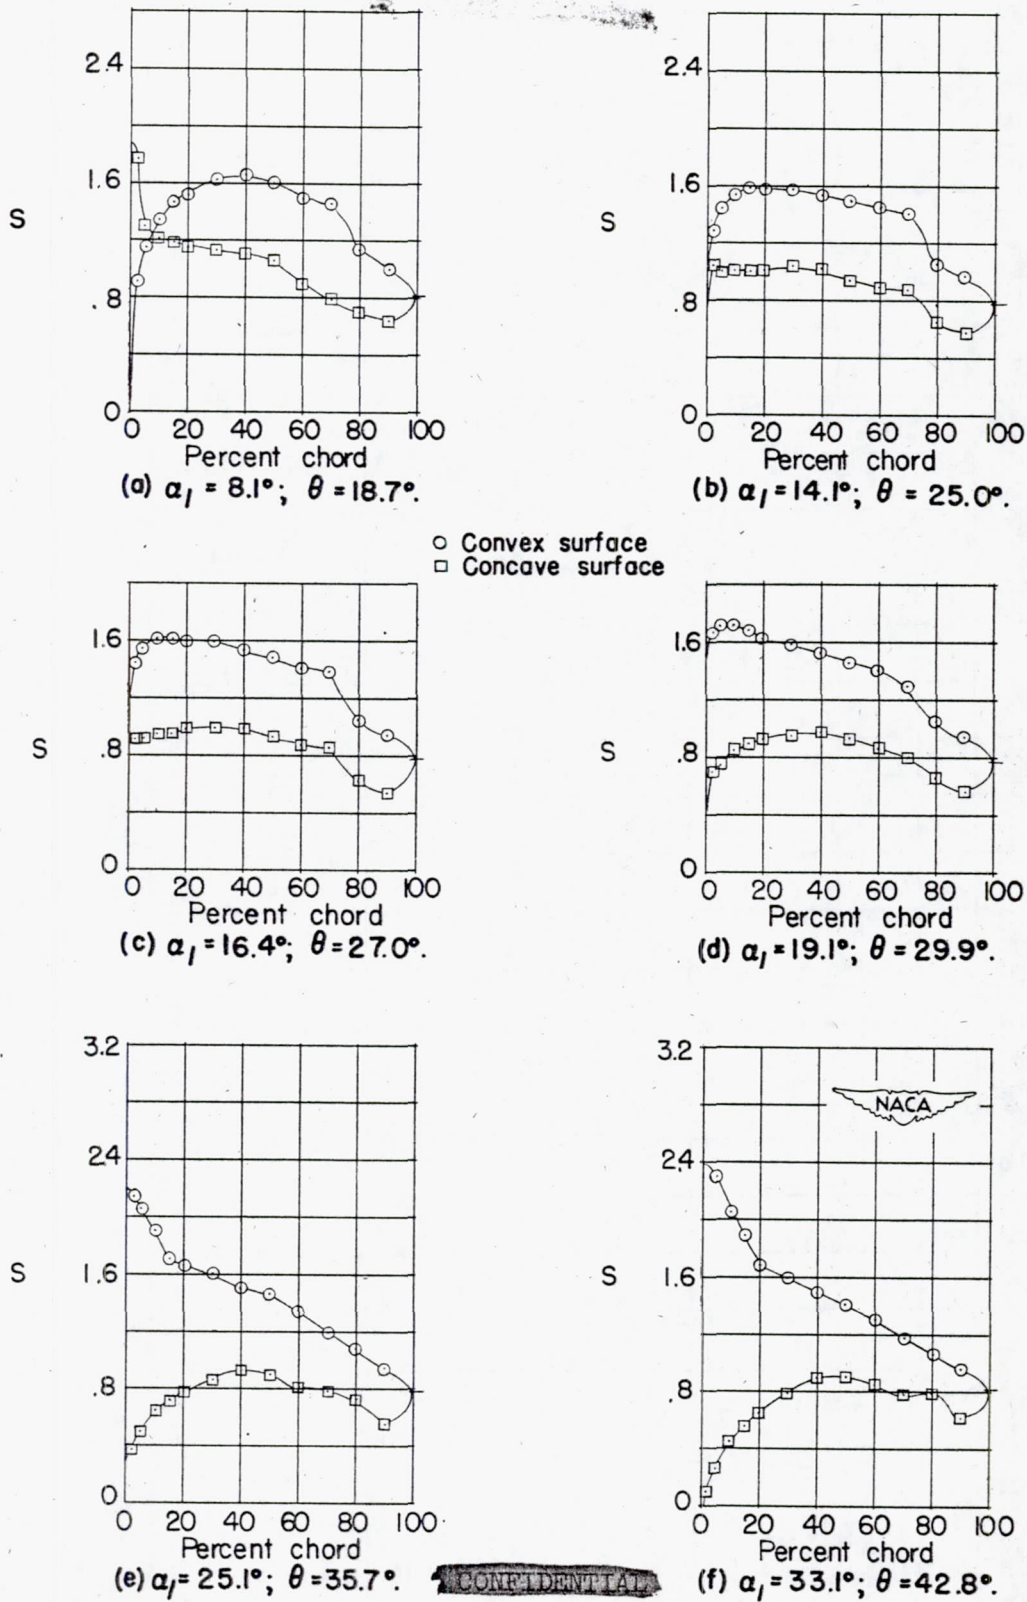 2.4
1.6
S
.8
0
0 20 40 60 80 100
Percent chord
(a) α₁ = 8.1°; θ = 18.7°.
2.4
1.6
S
.8
0
0 20 40 60 80 100
Percent chord
(b) α₁ = 14.1°; θ = 25.0°.
Convex surface
Concave surface
1.6
S
.8
0
0 20 40 60 80 100
Percent chord
(c) α₁ = 16.4°; θ = 27.0°.
1.6
S
.8
0
0 20 40 60 80 100
Percent chord
(d) α₁ = 19.1°; θ = 29.9°.
3.2
2.4
1.6
S
.8
0
0 20 40 60 80 100
Percent chord
(e) α₁ = 25.1°; θ = 35.7°.
3.2
NACA
2.4
1.6
S
.8
0
0 20 40 60 80 100
Percent chord
(f) α₁ = 33.1°; θ = 42.8°.
CONFIDENTIAL